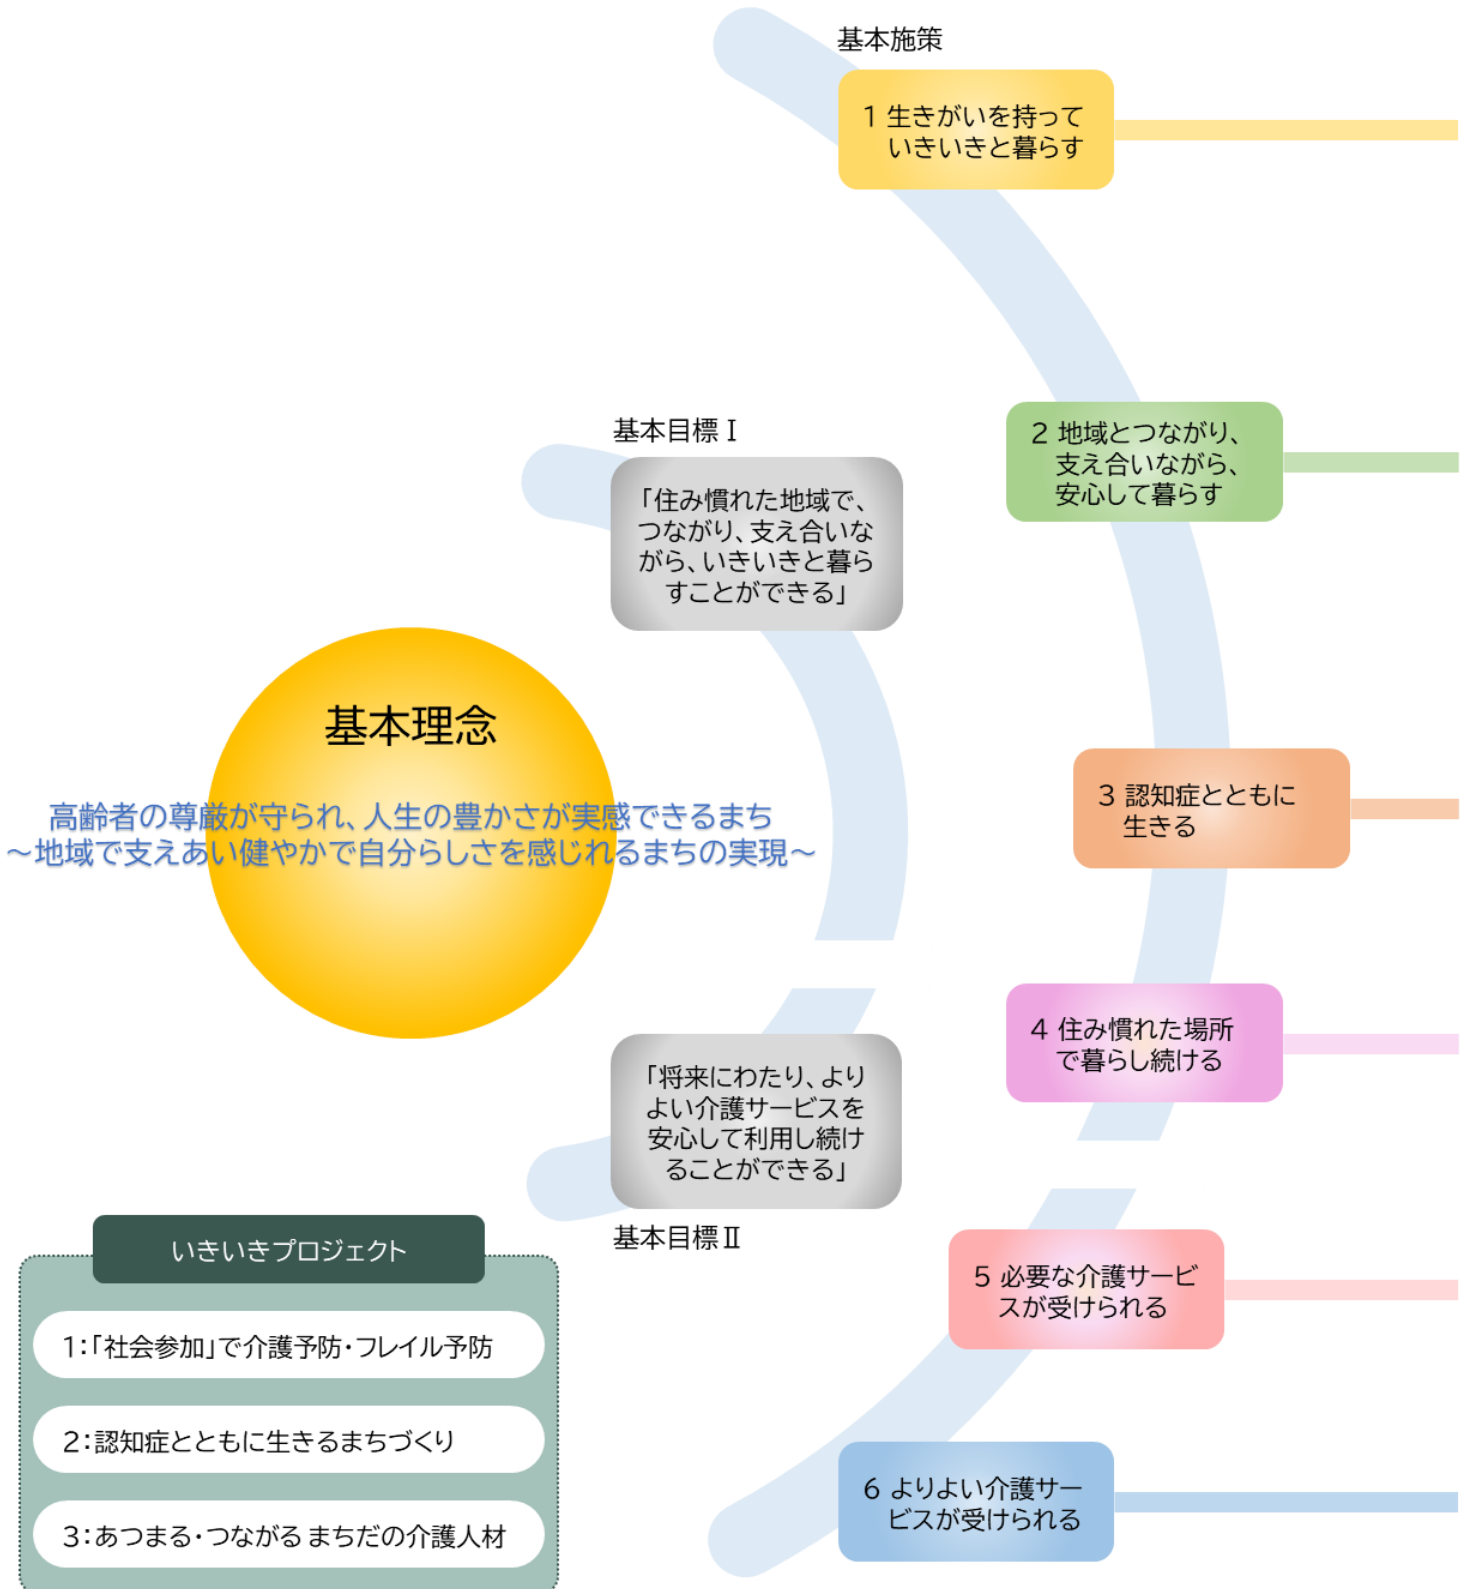 基本施策
1 生きがいを持って
いきいきと暮らす
2 地域とつながり、
支え合いながら、
安心して暮らす
基本目標Ⅰ
「住み慣れた地域で、
つながり、支え合いな
がら、いきいきと暮ら
すことができる」
基本理念
高齢者の尊厳が守られ、人生の豊かさが実感できるまち
～地域で支えあい健やかで自分らしさを感じれるまちの実現～
3 認知症とともに
生きる
4 住み慣れた場所
で暮らし続ける
「将来にわたり、より
よい介護サービスを
安心して利用し続け
ることができる」
基本目標Ⅱ
5 必要な介護サービ
スが受けられる
6 よりよい介護サー
ビスが受けられる
いきいきプロジェクト
1：「社会参加」で介護予防・フレイル予防
2：認知症とともに生きるまちづくり
3：あつまる・つながる まちだの介護人材